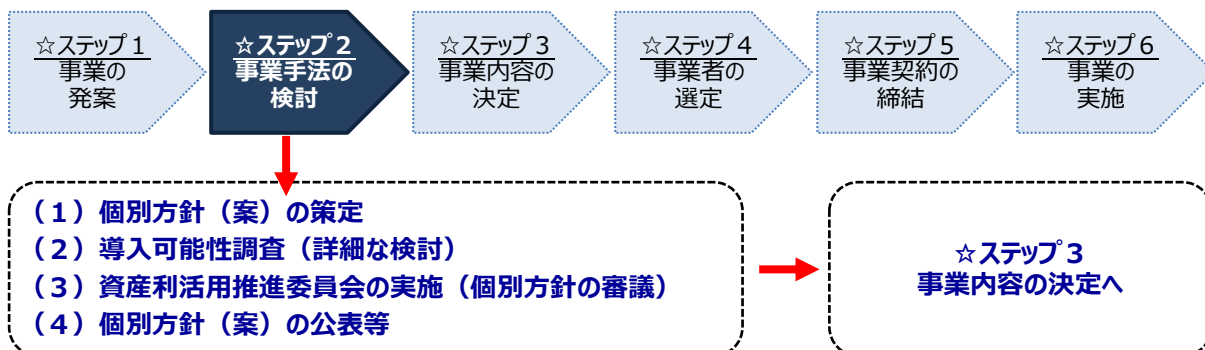 ☆ステップ１
事業の
発案
☆ステップ２
事業手法の
検討
☆ステップ３
事業内容の
決定
☆ステップ４
事業者の
選定
☆ステップ５
事業契約の
締結
☆ステップ６
事業の
実施
（１）個別方針（案）の策定
（２）導入可能性調査（詳細な検討）
（３）資産利活用推進委員会の実施（個別方針の審議）
（４）個別方針（案）の公表等
☆ステップ３
事業内容の決定へ